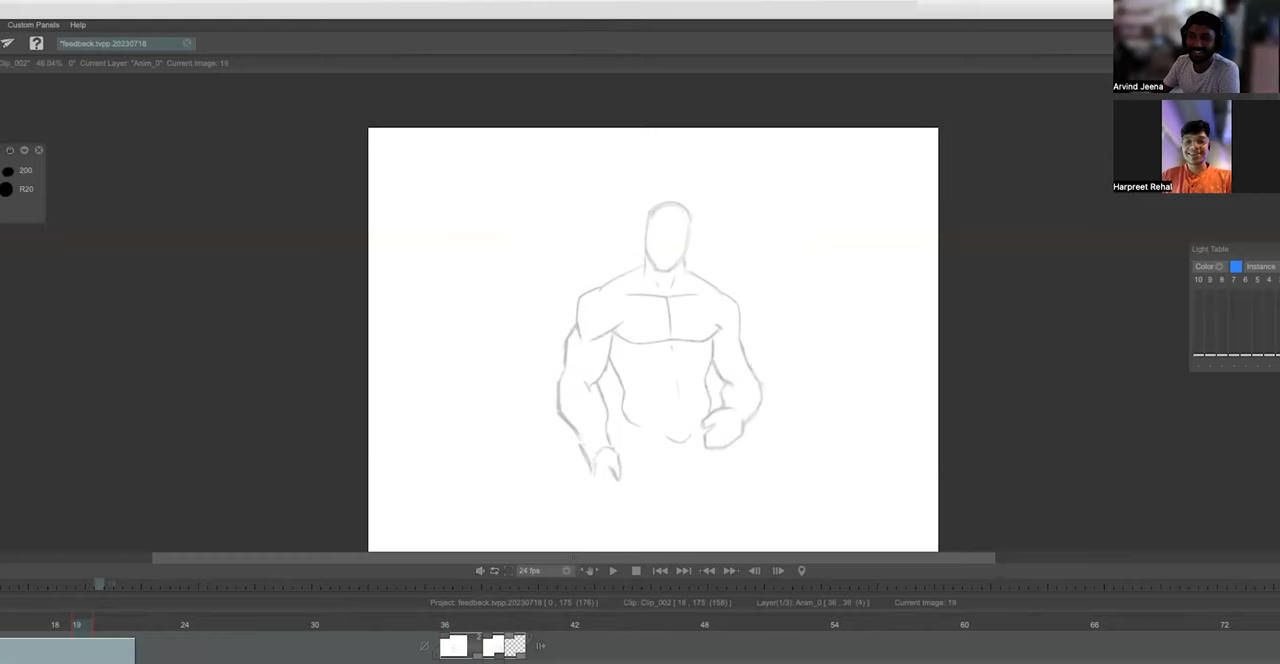 Custom Panels Help
*feedback.tvpp.20230718
Clip_002" 46.04% 0° Current Layer: "Anim_0" Current Image: 19
Arvind Jeena
200
R20
Harpreet Rehal
Light Table
Color Instance
10 9 8 7 6 5 4
24 fps
Project: feedback.tvpp.20230718 [ 0 , 175 (176) ] Clip: Clip_002 [ 18 , 175 (158) ] Layer(1/3): Anim_0 [ 36 , 39 (4) ] Current Image: 19
18 19 24 30 36 42 48 54 60 66 72
2